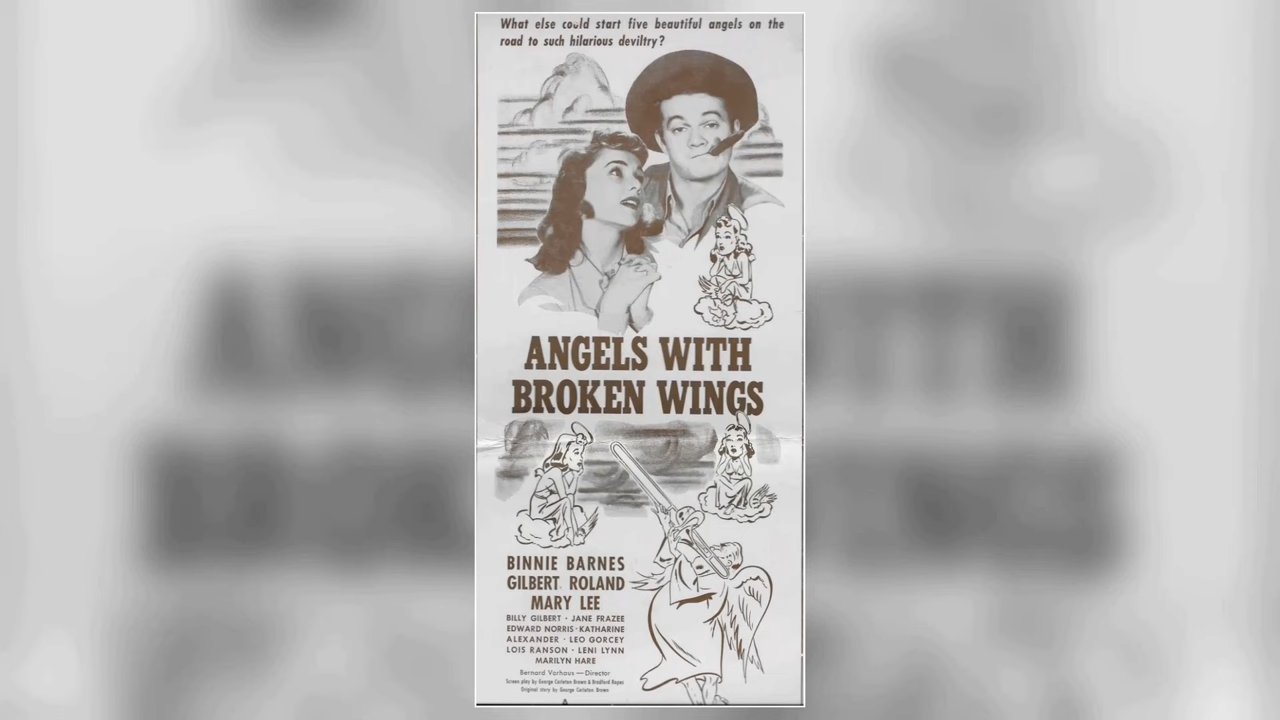 What else could start five beautiful angels on the
road to such hilarious deviltry?
ANGELS WITH
BROKEN WINGS
BINNIE BARNES
GILBERT ROLAND
MARY LEE
BILLY GILBERT · JANE FRAZEE
EDWARD NORRIS · KATHARINE
ALEXANDER · LEO GORCEY
LOIS RANSON · LENI LYNN
MARILYN HARE
Bernard Vorhaus — Director
Screen play by George Carleton Brown & Bradford Ropes
Original story by George Carleton Brown